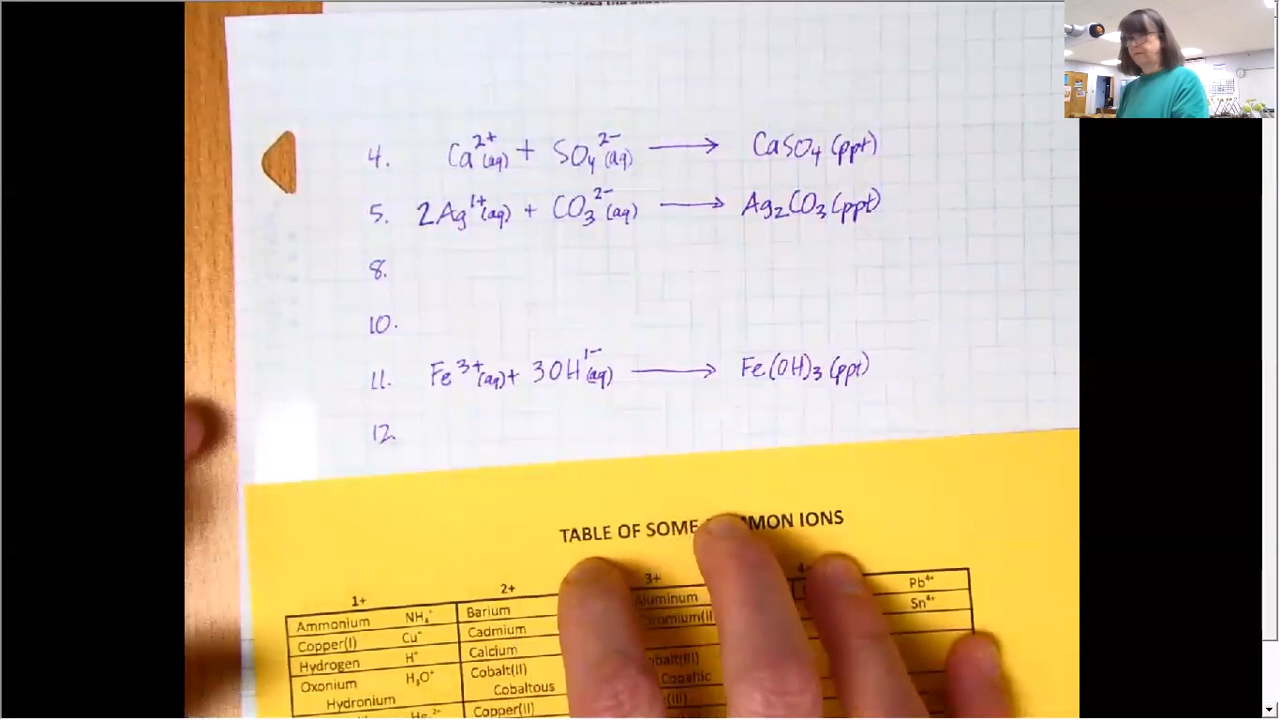 4. Ca²⁺(aq) + SO₄²⁻(aq) → CaSO₄(ppt)
5. 2Ag¹⁺(aq) + CO₃²⁻(aq) → Ag₂CO₃(ppt)
8.
10.
11. Fe³⁺(aq) + 3OH¹⁻(aq) → Fe(OH)₃(ppt)
12.
TABLE OF SOME IONS
1+ 2+ 3+
Ammonium NH₄⁺ Barium Aluminum Pb⁴⁺
Copper(I) Cu⁺ Cadmium Sn⁴⁺
Hydrogen H⁺ Calcium
Oxonium H₃O⁺ Cobalt(II)
Hydronium Cobaltous
Copper(II)